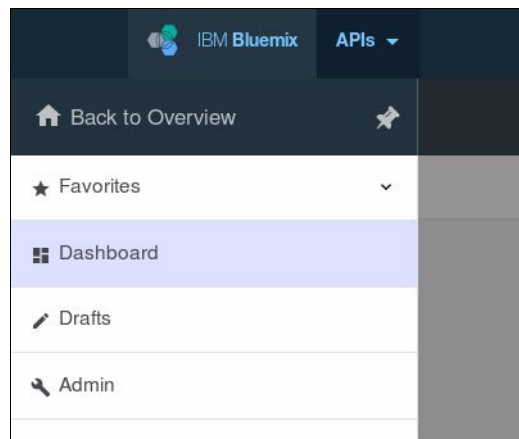 IBM Bluemix APIs
Back to Overview
Favorites
Dashboard
Drafts
Admin